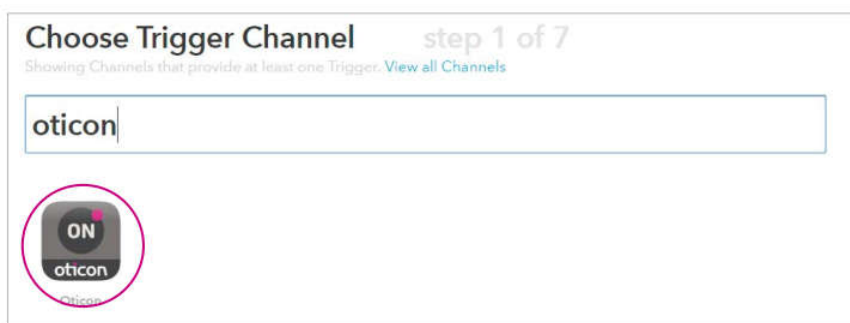 Choose Trigger Channel step 1 of 7
Showing Channels that provide at least one Trigger. View all Channels
oticon
ON
oticon
Oticon